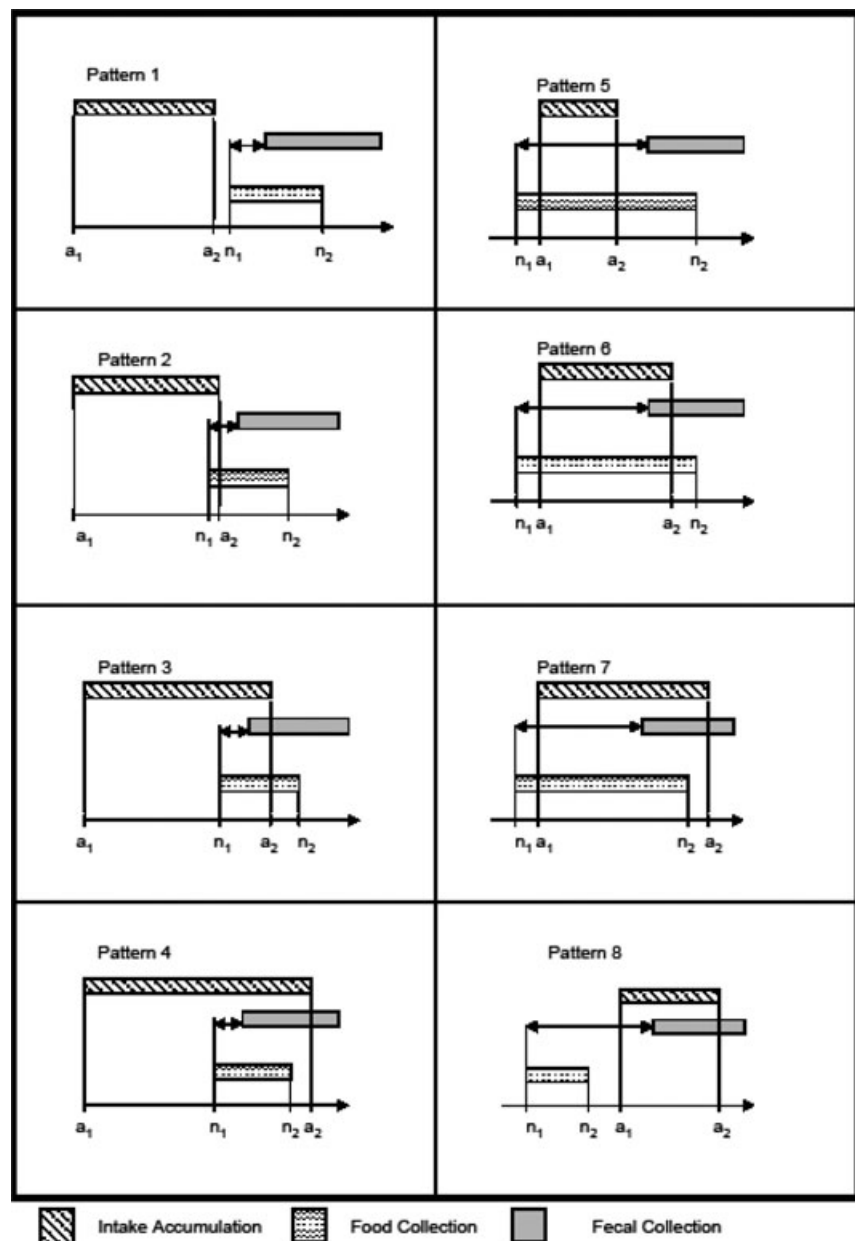 Pattern 1
a1 a2 n1 n2
Pattern 5
n1 a1 a2 n2
Pattern 2
a1 n1 a2 n2
Pattern 6
n1 a1 a2 n2
Pattern 3
a1 n1 a2 n2
Pattern 7
n1 a1 n2 a2
Pattern 4
a1 n1 n2 a2
Pattern 8
n1 n2 a1 a2
Intake Accumulation Food Collection Fecal Collection